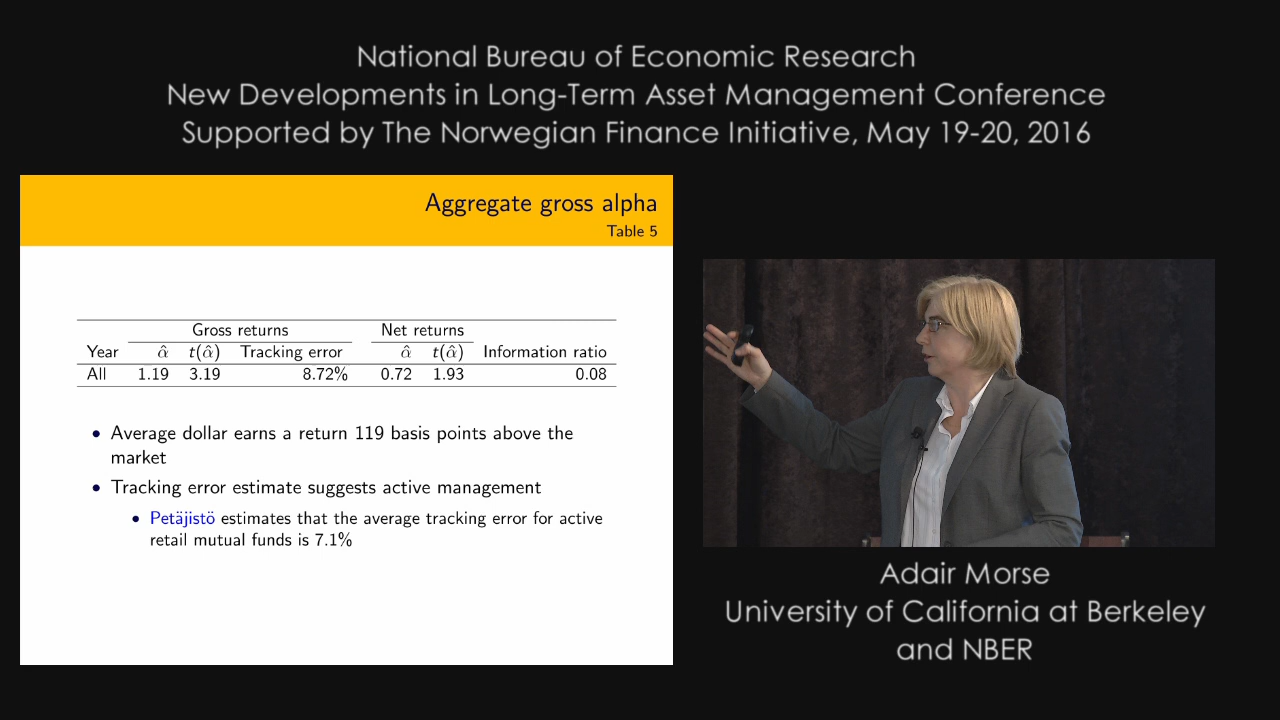 National Bureau of Economic Research
New Developments in Long-Term Asset Management Conference
Supported by The Norwegian Finance Initiative, May 19-20, 2016
Aggregate gross alpha
Table 5
Gross returns Net returns
Year α̂ t(α̂) Tracking error α̂ t(α̂) Information ratio
All 1.19 3.19 8.72% 0.72 1.93 0.08
• Average dollar earns a return 119 basis points above the
market
• Tracking error estimate suggests active management
• Petäjistö estimates that the average tracking error for active
retail mutual funds is 7.1%
Adair Morse
University of California at Berkeley
and NBER